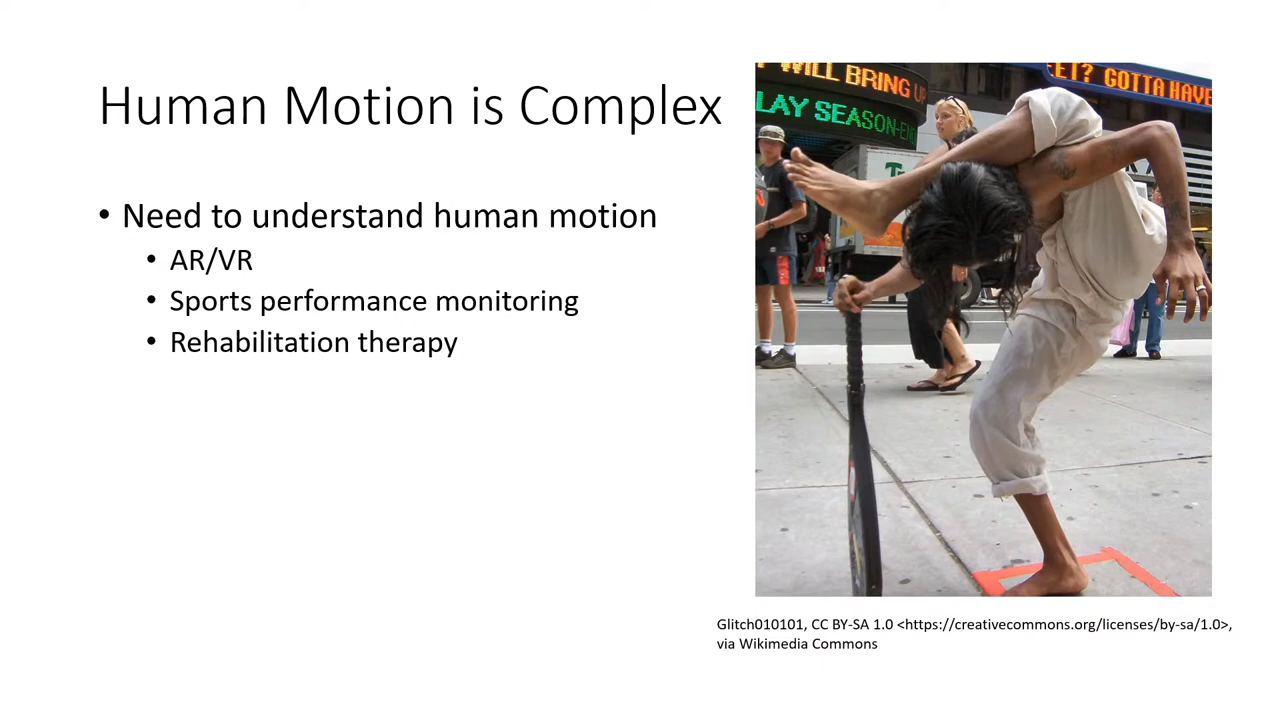 Human Motion is Complex
• Need to understand human motion
• AR/VR
• Sports performance monitoring
• Rehabilitation therapy
WILL BRING
LAY SEASON-
GOTTA HAVE
Glitch010101, CC BY-SA 1.0 <https://creativecommons.org/licenses/by-sa/1.0>,
via Wikimedia Commons